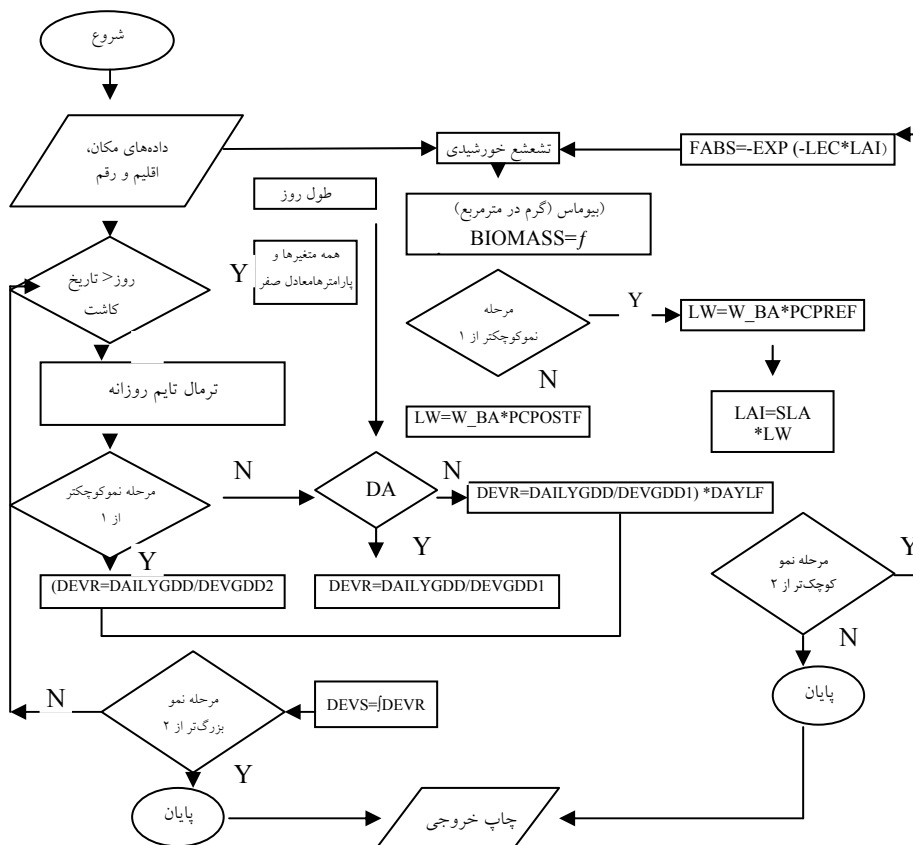 شروع
داده‌های مکان،
اقلیم و رقم
تشعشع خورشیدی
FABS=-EXP (-LEC*LAI)
طول روز
بیوماس (گرم در مترمربع)
BIOMASS=f
روز< تاریخ
کاشت
Y
همه متغیرها و
پارامترهامعادل صفر
مرحله
نموکوچکتر از ۱
Y
LW=W_BA*PCPREF
N
ترمال تایم روزانه
LW=W_BA*PCPOSTF
LAI=SLA
*LW
مرحله نموکوچکتر
از ۱
N
DA
N
DEVR=DAILYGDD/DEVGDD1) *DAYLF
Y
Y
(DEVR=DAILYGDD/DEVGDD2
DEVR=DAILYGDD/DEVGDD1
مرحله نمو
کوچک‌تر از ۲
Y
N
N
مرحله نمو
بزرگ‌تر از ۲
DEVS=∫DEVR
پایان
Y
پایان
چاپ خروجی